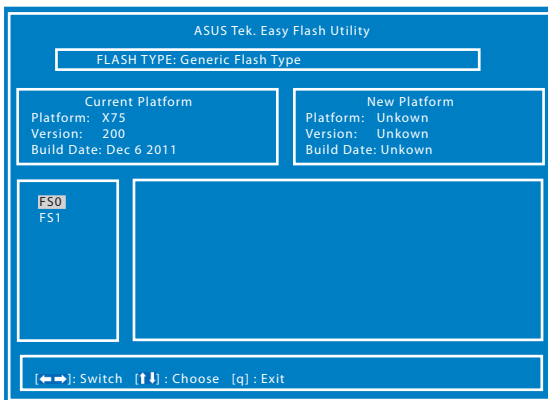 ASUS Tek. Easy Flash Utility
FLASH TYPE: Generic Flash Type
Current Platform
Platform: X75
Version: 200
Build Date: Dec 6 2011
New Platform
Platform: Unkown
Version: Unkown
Build Date: Unkown
FS0
FS1
[⬅➡]: Switch [⬆⬇] : Choose [q] : Exit